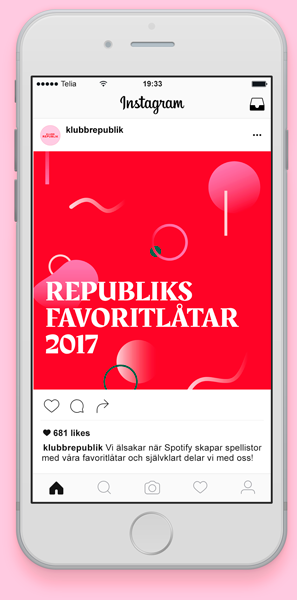 Telia 19:33
Instagram
klubbrepublik
REPUBLIKS
FAVORITLÅTAR
2017
681 likes
klubbrepublik Vi älsakar när Spotify skapar spellistor
med våra favoritlåtar och självklart delar vi med oss!